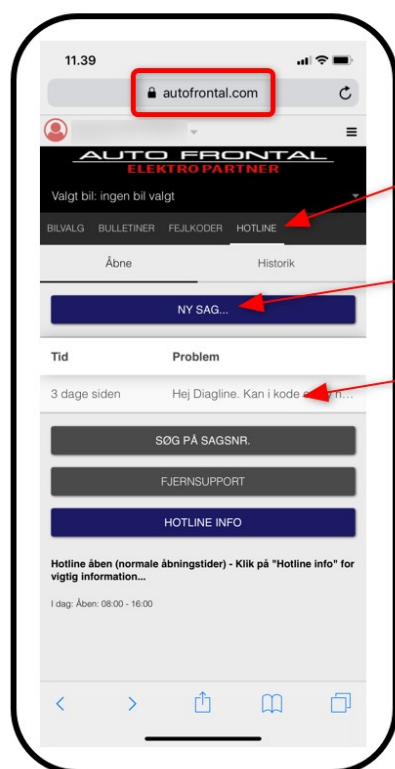 11.39
autofrontal.com
AUTO FRONTAL
ELEKTROPARTNER
Valgt bil: ingen bil valgt
BILVALG BULLETINER FEJLKODER HOTLINE
Åbne Historik
NY SAG...
Tid Problem
3 dage siden Hej Diagline. Kan i kode
SØG PÅ SAGSNR.
FJERNSUPPORT
HOTLINE INFO
Hotline åben (normale åbningstider) - Klik på "Hotline info" for
vigtig information...
I dag: Åben: 08:00 - 16:00